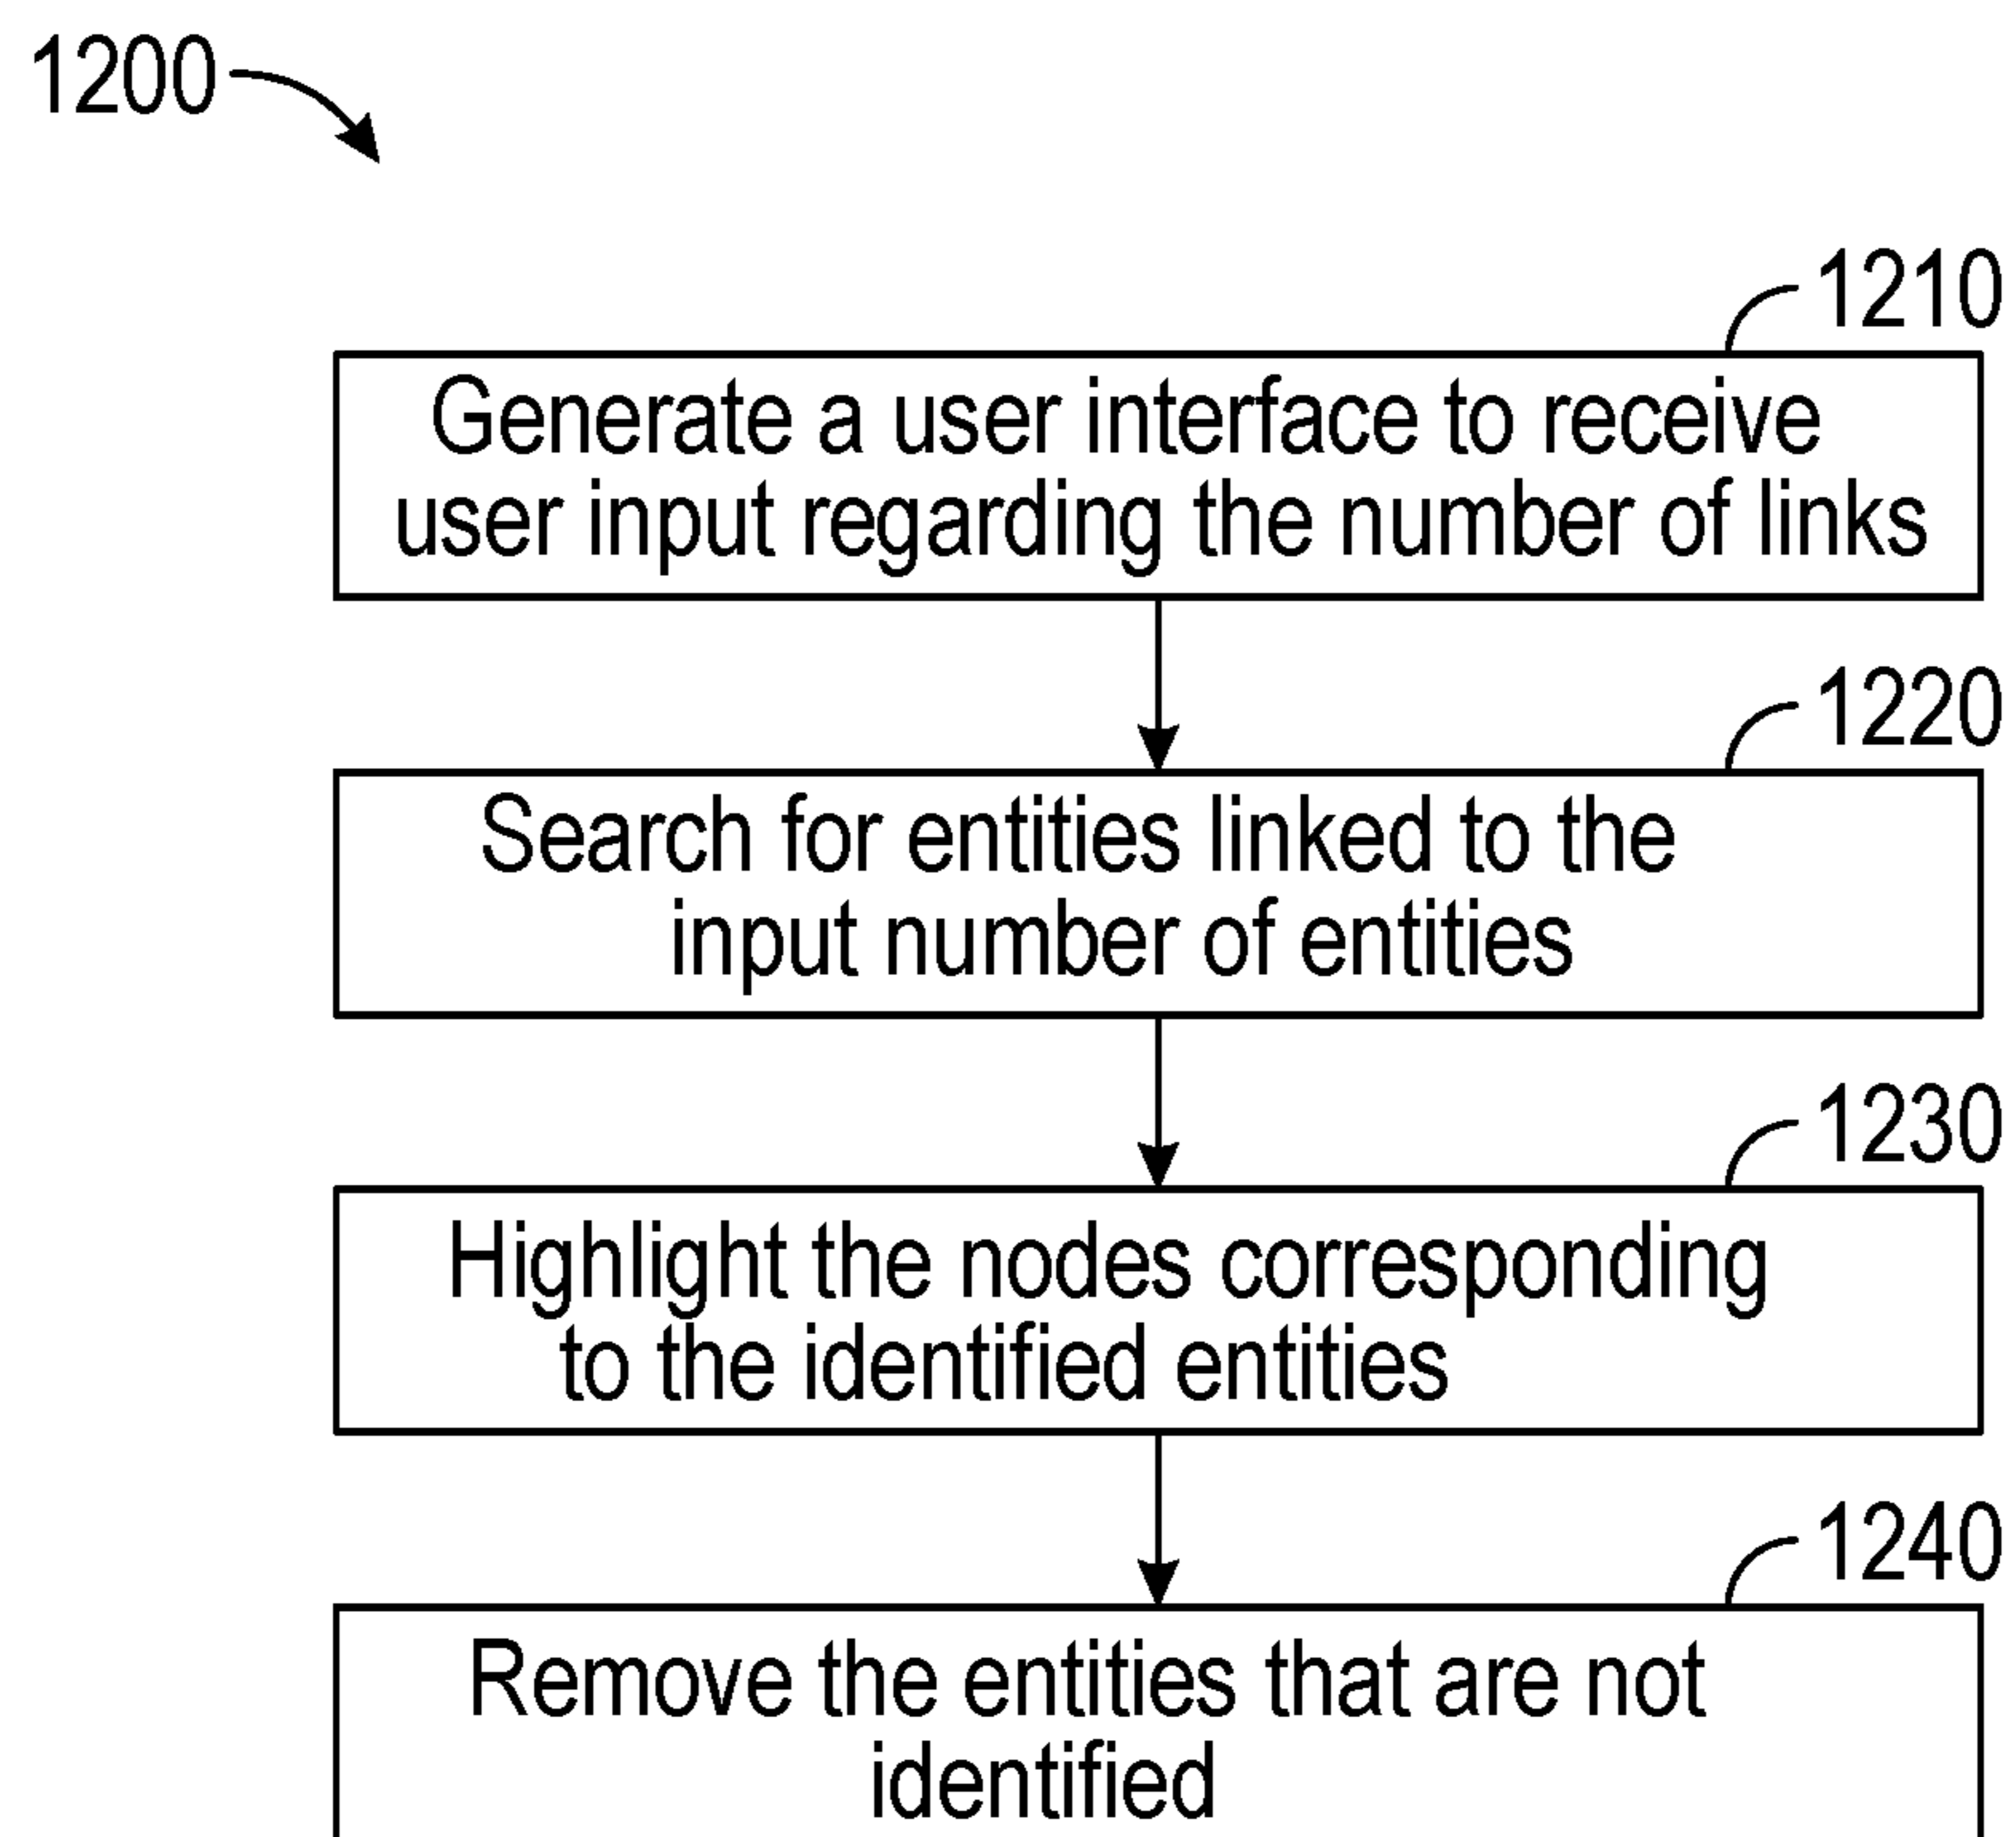 1200
1210
Generate a user interface to receive
user input regarding the number of links
1220
Search for entities linked to the
input number of entities
1230
Highlight the nodes corresponding
to the identified entities
1240
Remove the entities that are not
identified